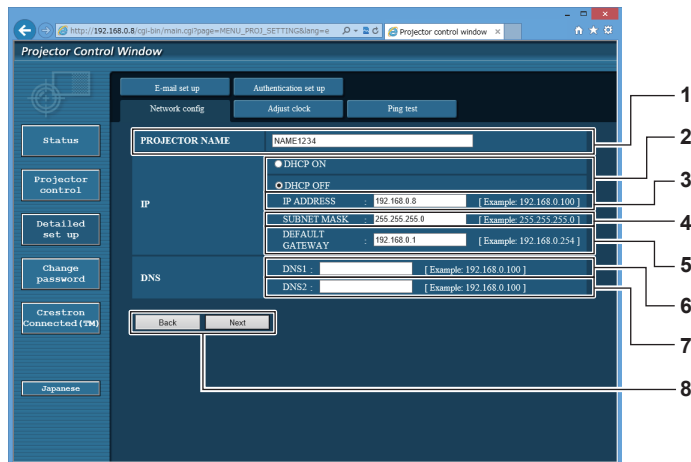 http://192.168.0.8/cgi-bin/main.cgi?page=MENU_PROJ_SETTING&lang=e
Projector control window
Projector Control Window
E-mail set up
Authentication set up
Network config
Adjust clock
Ping test
1
Status
PROJECTOR NAME
NAME1234
2
DHCP ON
Projector
control
DHCP OFF
3
IP
IP ADDRESS : 192.168.0.8 [ Example: 192.168.0.100 ]
4
Detailed
set up
SUBNET MASK : 255.255.255.0 [ Example: 255.255.255.0 ]
DEFAULT
GATEWAY : 192.168.0.1 [ Example: 192.168.0.254 ]
5
Change
password
DNS
DNS1 : [ Example: 192.168.0.100 ]
6
DNS2 : [ Example: 192.168.0.100 ]
Crestron
Connected(TM)
Back
Next
7
Japanese
8